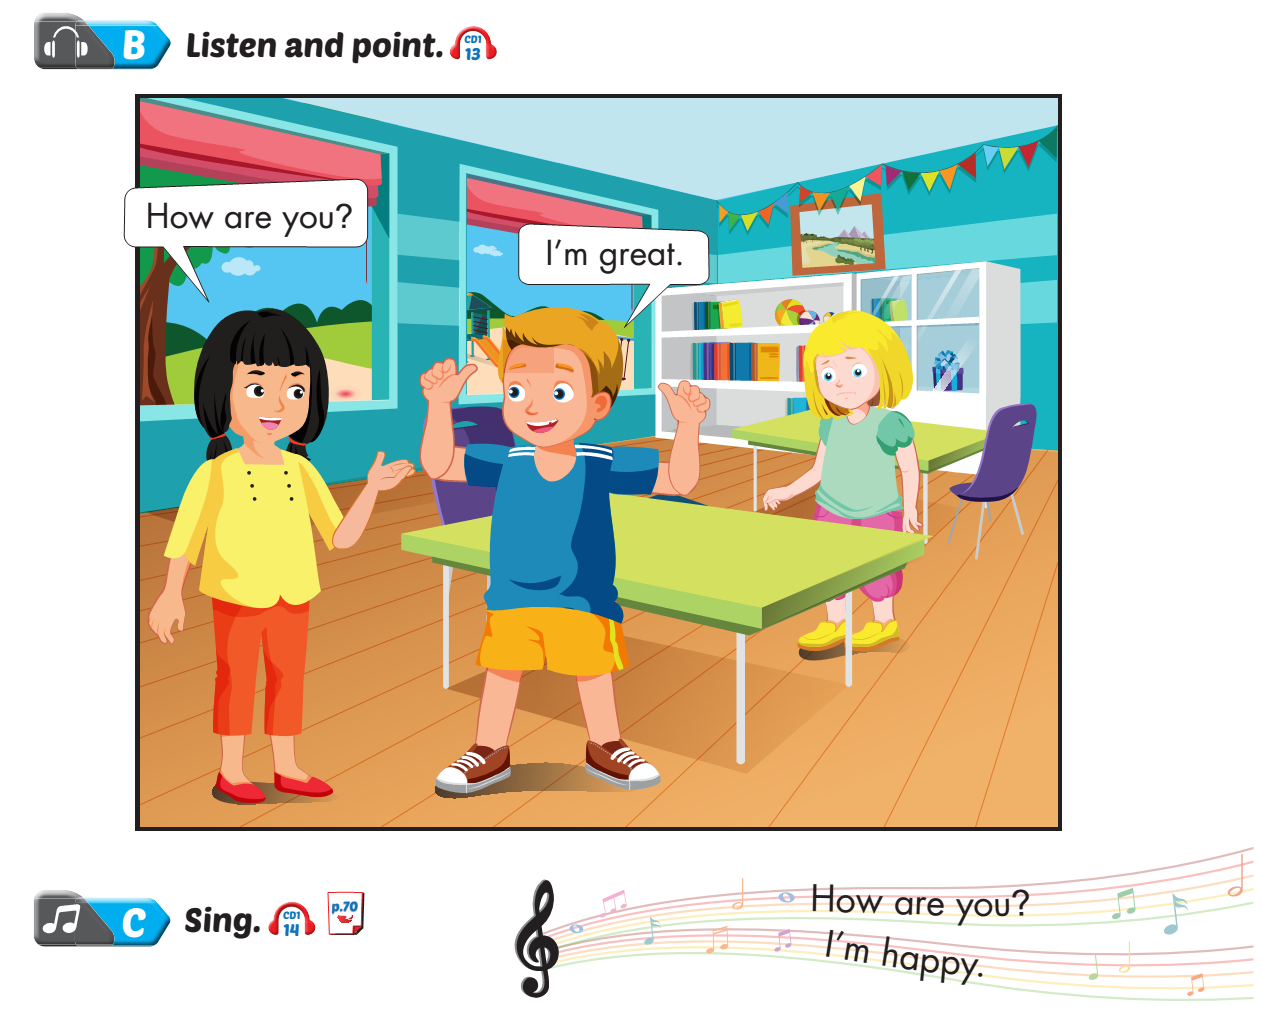 B Listen and point. CD1 13
How are you?
I'm great.
C Sing. CD1 14 p.70
How are you?
I'm happy.